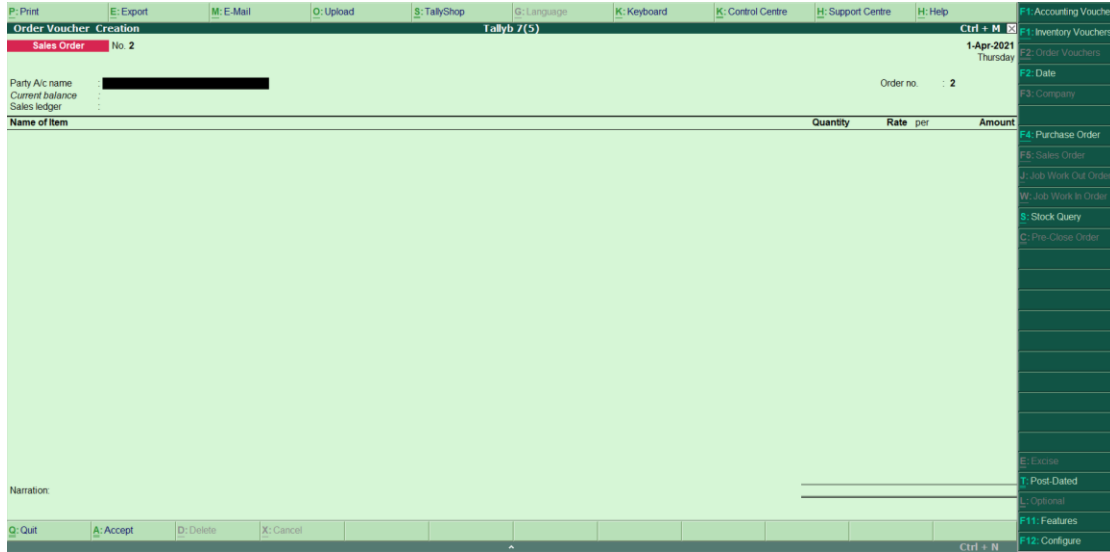 P: Print E: Export M: E-Mail O: Upload S: TallyShop G: Language K: Keyboard K: Control Centre H: Support Centre H: Help
Order Voucher Creation Tallyb 7(5) Ctrl + M
Sales Order No. 2 1-Apr-2021
Thursday
Party A/c name : Order no. : 2
Current balance :
Sales ledger :
Name of Item Quantity Rate per Amount
Narration:
Q: Quit A: Accept D: Delete X: Cancel
Ctrl + N
F1: Accounting Vouche
F1: Inventory Vouchers
F2: Order Vouchers
F2: Date
F3: Company
F4: Purchase Order
F5: Sales Order
J: Job Work Out Order
W: Job Work In Order
S: Stock Query
C: Pre-Close Order
E: Excise
T: Post-Dated
L: Optional
F11: Features
F12: Configure